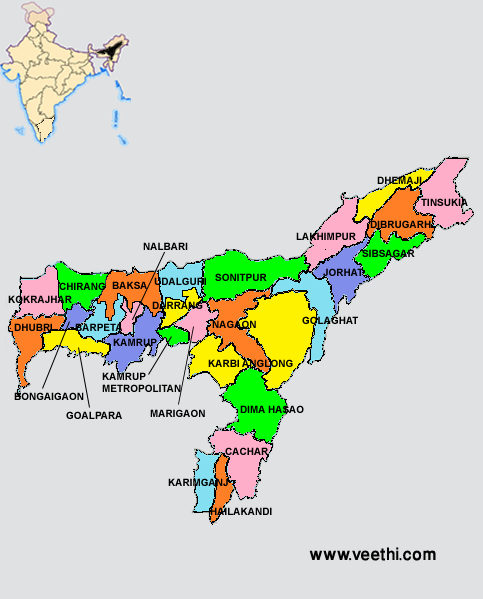 DHEMAJI
TINSUKIA
DIBRUGARH
LAKHIMPUR
NALBARI
SIBSAGAR
JORHAT
SONITPUR
UDALGURI
BAKSA
CHIRANG
KOKRAJHAR
DARRANG
GOLAGHAT
DHUBRI
BARPETA
NAGAON
KAMRUP
KARBI ANGLONG
KAMRUP
METROPOLITAN
BONGAIGAON
GOALPARA
MARIGAON
DIMA HASAO
CACHAR
KARIMGANJ
HAILAKANDI
www.veethi.com